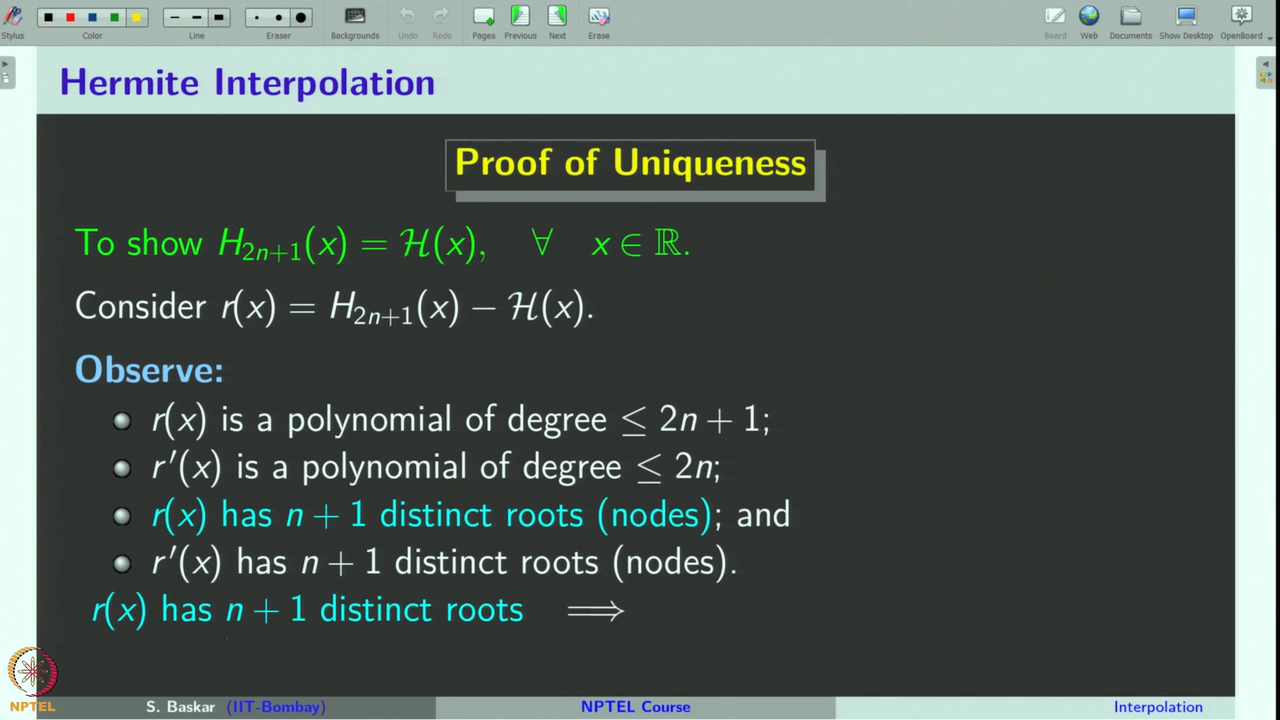 Stylus Color Line Eraser Backgrounds Undo Redo Pages Previous Next Erase Board Web Documents Show Desktop OpenBoard
Hermite Interpolation
Proof of Uniqueness
To show H₂ₙ₊₁(x) = ℋ(x), ∀ x ∈ ℝ.
Consider r(x) = H₂ₙ₊₁(x) − ℋ(x).
Observe:
r(x) is a polynomial of degree ≤ 2n + 1;
r′(x) is a polynomial of degree ≤ 2n;
r(x) has n + 1 distinct roots (nodes); and
r′(x) has n + 1 distinct roots (nodes).
r(x) has n + 1 distinct roots ⟹
NPTEL
S. Baskar (IIT-Bombay) NPTEL Course Interpolation